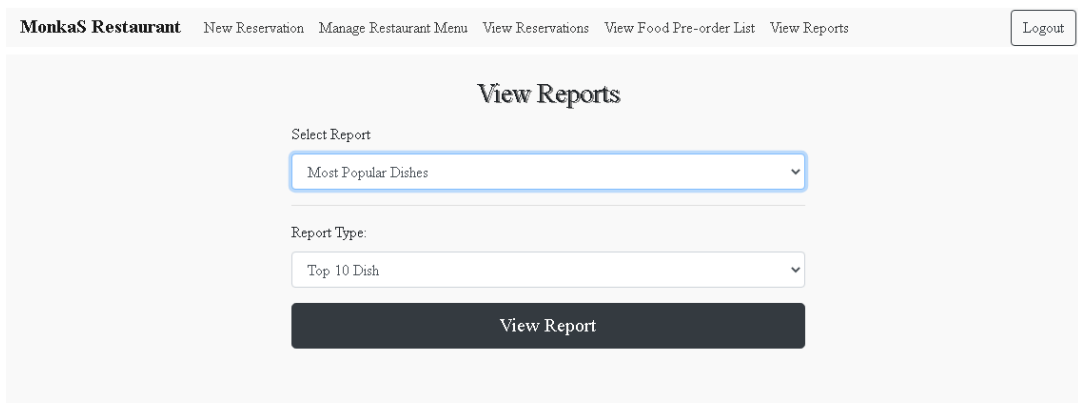 MonkaS Restaurant New Reservation Manage Restaurant Menu View Reservations View Food Pre-order List View Reports Logout
View Reports
Select Report
Most Popular Dishes
Report Type:
Top 10 Dish
View Report